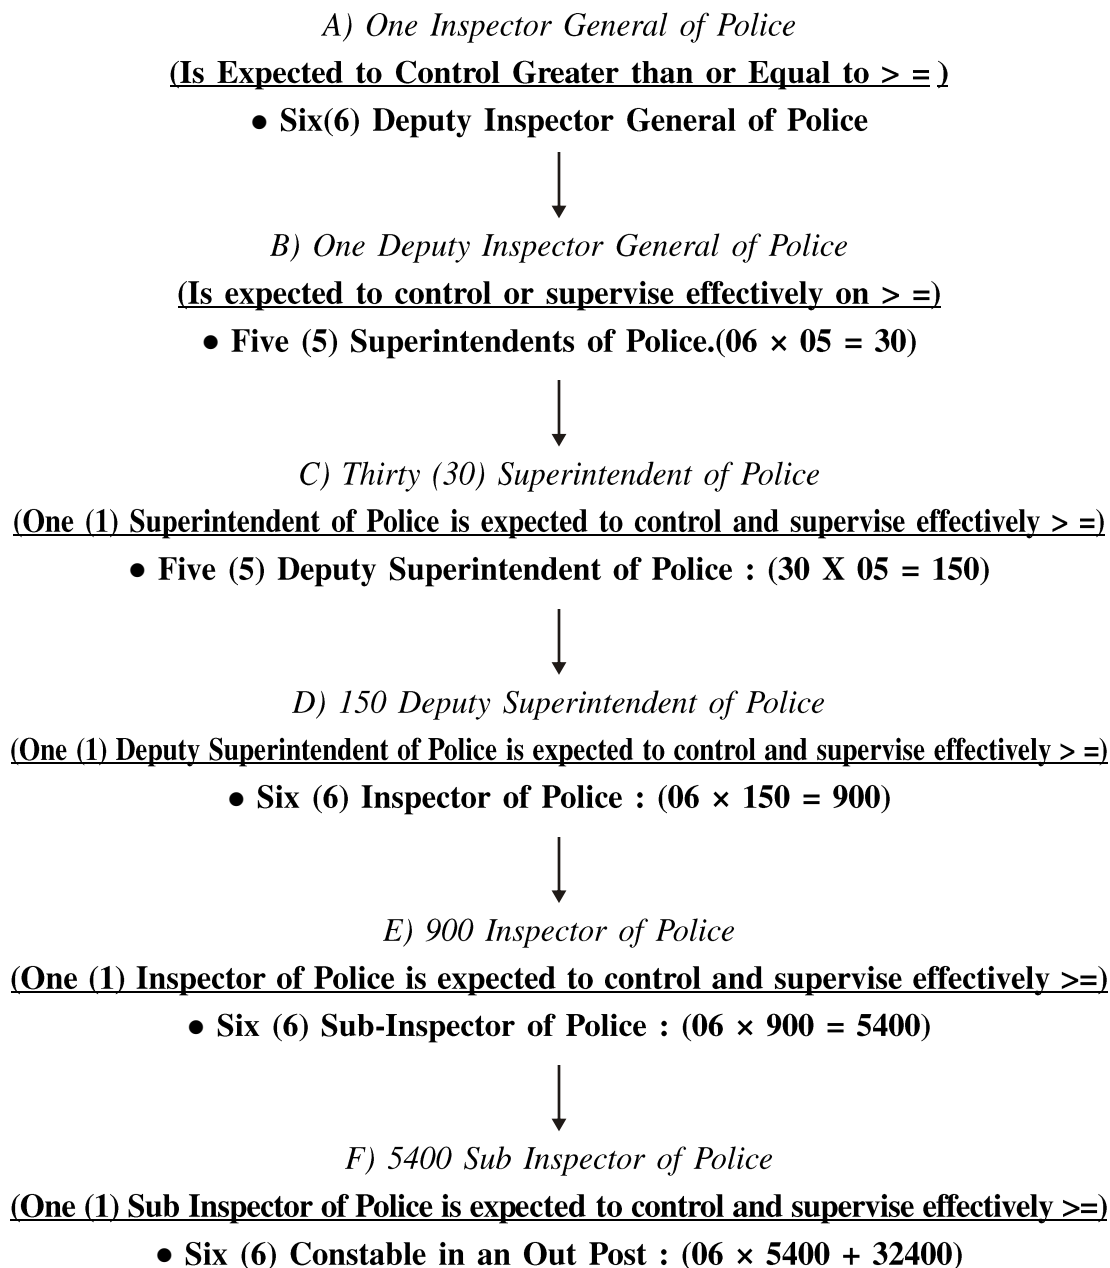 A) One Inspector General of Police
(Is Expected to Control Greater than or Equal to > = )
• Six(6) Deputy Inspector General of Police
B) One Deputy Inspector General of Police
(Is expected to control or supervise effectively on > =)
• Five (5) Superintendents of Police.(06 × 05 = 30)
C) Thirty (30) Superintendent of Police
(One (1) Superintendent of Police is expected to control and supervise effectively > =)
• Five (5) Deputy Superintendent of Police : (30 X 05 = 150)
D) 150 Deputy Superintendent of Police
(One (1) Deputy Superintendent of Police is expected to control and supervise effectively > =)
• Six (6) Inspector of Police : (06 × 150 = 900)
E) 900 Inspector of Police
(One (1) Inspector of Police is expected to control and supervise effectively >=)
• Six (6) Sub-Inspector of Police : (06 × 900 = 5400)
F) 5400 Sub Inspector of Police
(One (1) Sub Inspector of Police is expected to control and supervise effectively >=)
• Six (6) Constable in an Out Post : (06 × 5400 + 32400)